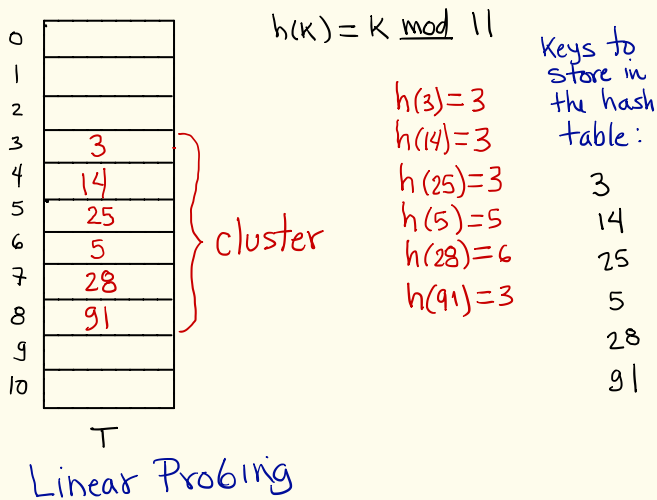 h(K) = K mod 11
Keys to
store in
the hash
table:
0
1
2
3 3
4 14
5 25
6 5
7 28
8 91
9
10
cluster
h(3)=3
h(14)=3
h(25)=3
h(5)=5
h(28)=6
h(91)=3
3
14
25
5
28
91
T
Linear Probing